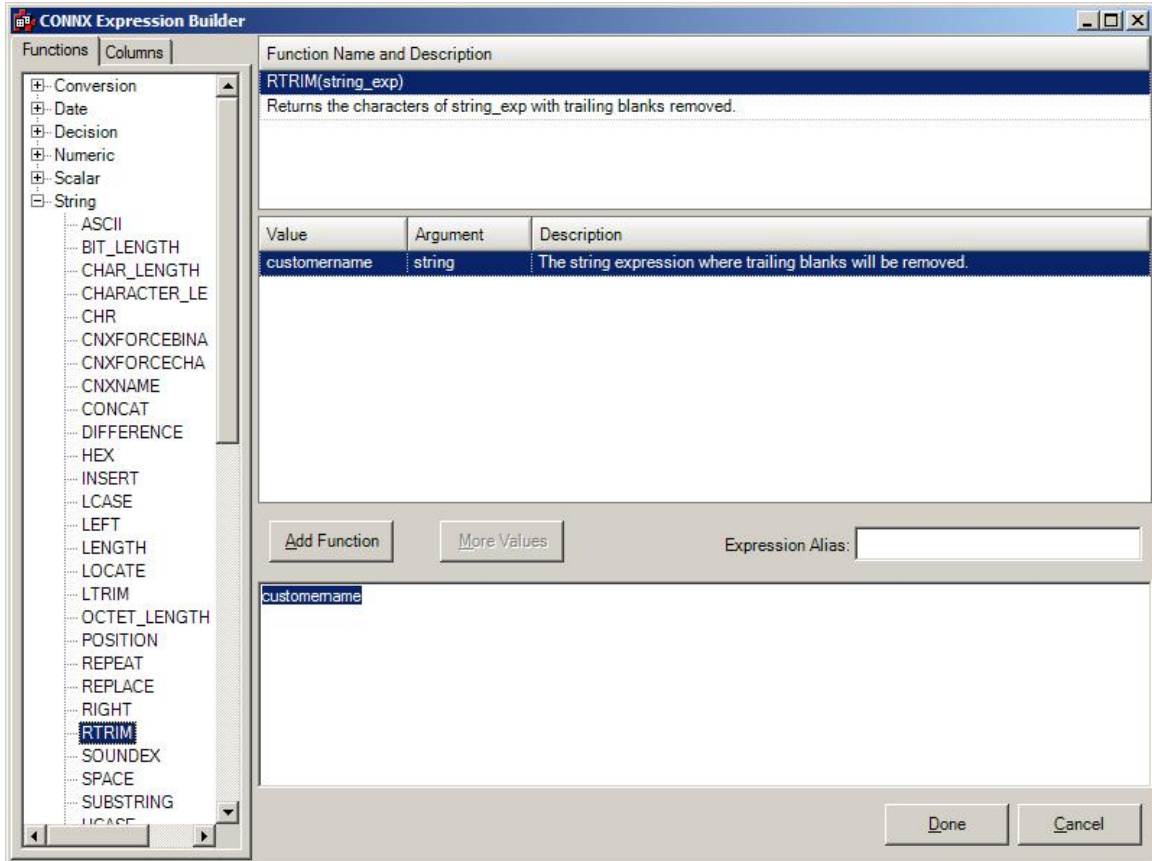 CONNX Expression Builder
Functions Columns
Conversion
Date
Decision
Numeric
Scalar
String
ASCII
BIT_LENGTH
CHAR_LENGTH
CHARACTER_LE
CHR
CNXFORCEBINA
CNXFORCECHA
CNXNAME
CONCAT
DIFFERENCE
HEX
INSERT
LCASE
LEFT
LENGTH
LOCATE
LTRIM
OCTET_LENGTH
POSITION
REPEAT
REPLACE
RIGHT
RTRIM
SOUNDEX
SPACE
SUBSTRING
UCASE
Function Name and Description
RTRIM(string_exp)
Returns the characters of string_exp with trailing blanks removed.
Value Argument Description
customername string The string expression where trailing blanks will be removed.
Add Function More Values Expression Alias:
customername
Done Cancel